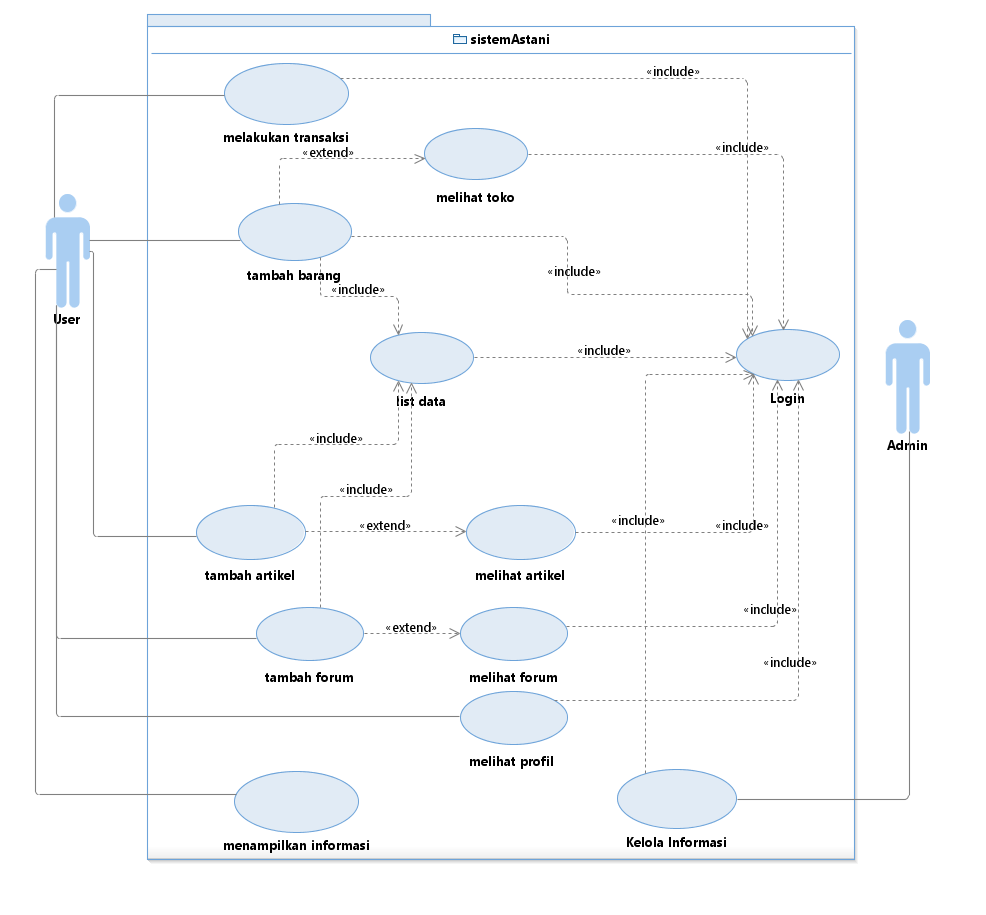 sistemAstani
«include»
melakukan transaksi
«extend»
«include»
melihat toko
tambah barang
«include»
«include»
User
«include»
Login
list data
«include»
Admin
«include»
«extend»
«include»
«include»
tambah artikel
melihat artikel
«extend»
«include»
tambah forum
melihat forum
«include»
melihat profil
menampilkan informasi
Kelola Informasi